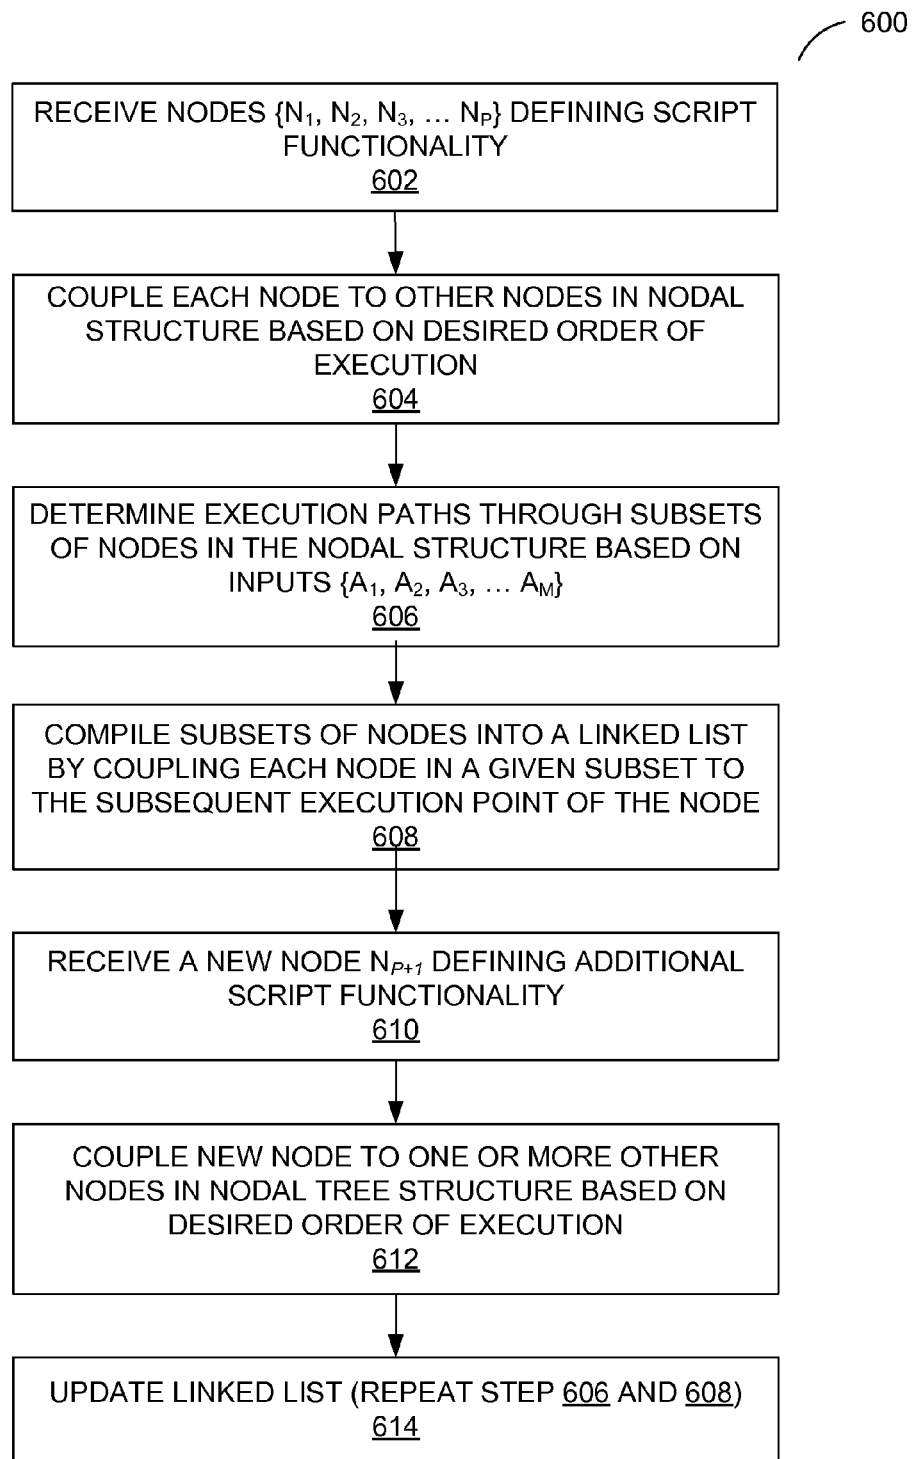 600
RECEIVE NODES {N₁, N₂, N₃, … Nₚ} DEFINING SCRIPT
FUNCTIONALITY
602
COUPLE EACH NODE TO OTHER NODES IN NODAL
STRUCTURE BASED ON DESIRED ORDER OF
EXECUTION
604
DETERMINE EXECUTION PATHS THROUGH SUBSETS
OF NODES IN THE NODAL STRUCTURE BASED ON
INPUTS {A₁, A₂, A₃, … Aₘ}
606
COMPILE SUBSETS OF NODES INTO A LINKED LIST
BY COUPLING EACH NODE IN A GIVEN SUBSET TO
THE SUBSEQUENT EXECUTION POINT OF THE NODE
608
RECEIVE A NEW NODE Nₚ₊₁ DEFINING ADDITIONAL
SCRIPT FUNCTIONALITY
610
COUPLE NEW NODE TO ONE OR MORE OTHER
NODES IN NODAL TREE STRUCTURE BASED ON
DESIRED ORDER OF EXECUTION
612
UPDATE LINKED LIST (REPEAT STEP 606 AND 608)
614